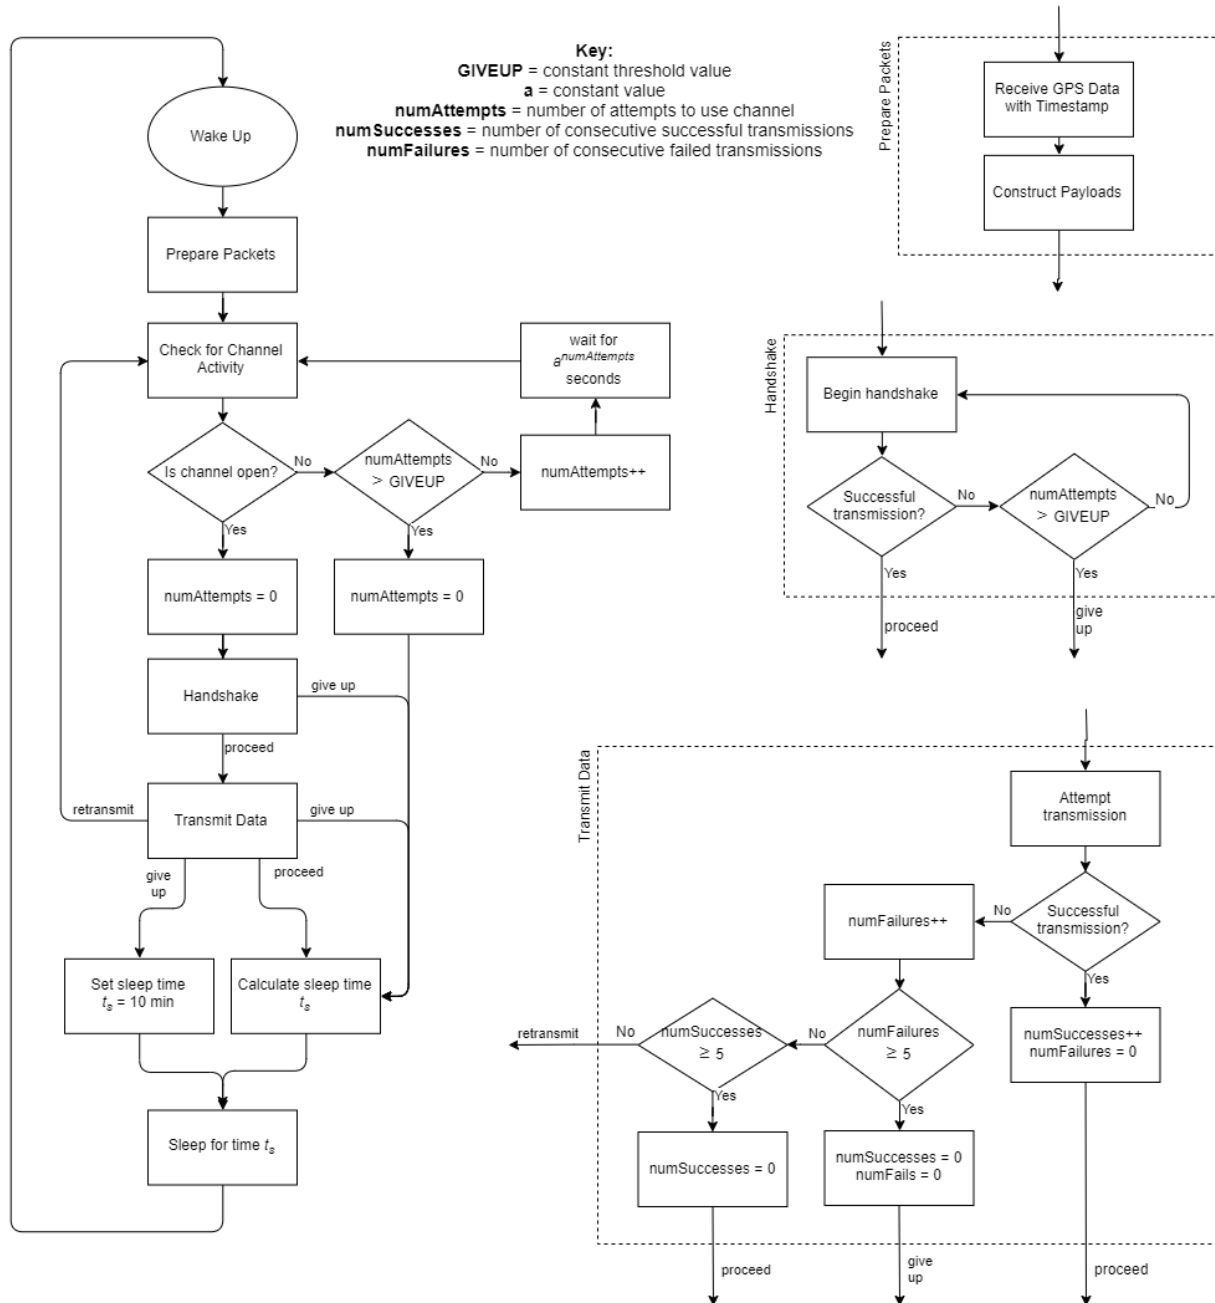 Key:
GIVEUP = constant threshold value
a = constant value
numAttempts = number of attempts to use channel
numSuccesses = number of consecutive successful transmissions
numFailures = number of consecutive failed transmissions
Wake Up
Prepare Packets
Check for Channel
Activity
wait for
a^numAttempts
seconds
Is channel open?
No
numAttempts
> GIVEUP
No
numAttempts++
Yes
Yes
numAttempts = 0
numAttempts = 0
Handshake
give up
proceed
retransmit
Transmit Data
give up
give
up
proceed
Set sleep time
ts = 10 min
Calculate sleep time
ts
Sleep for time ts
Prepare Packets
Receive GPS Data
with Timestamp
Construct Payloads
Handshake
Begin handshake
Successful
transmission?
No
numAttempts
> GIVEUP
No
Yes
Yes
proceed
give
up
Transmit Data
Attempt
transmission
Successful
transmission?
No
numFailures++
Yes
numSuccesses++
numFailures = 0
numFailures
≥ 5
No
numSuccesses
≥ 5
No
retransmit
Yes
Yes
numSuccesses = 0
numSuccesses = 0
numFails = 0
proceed
give
up
proceed